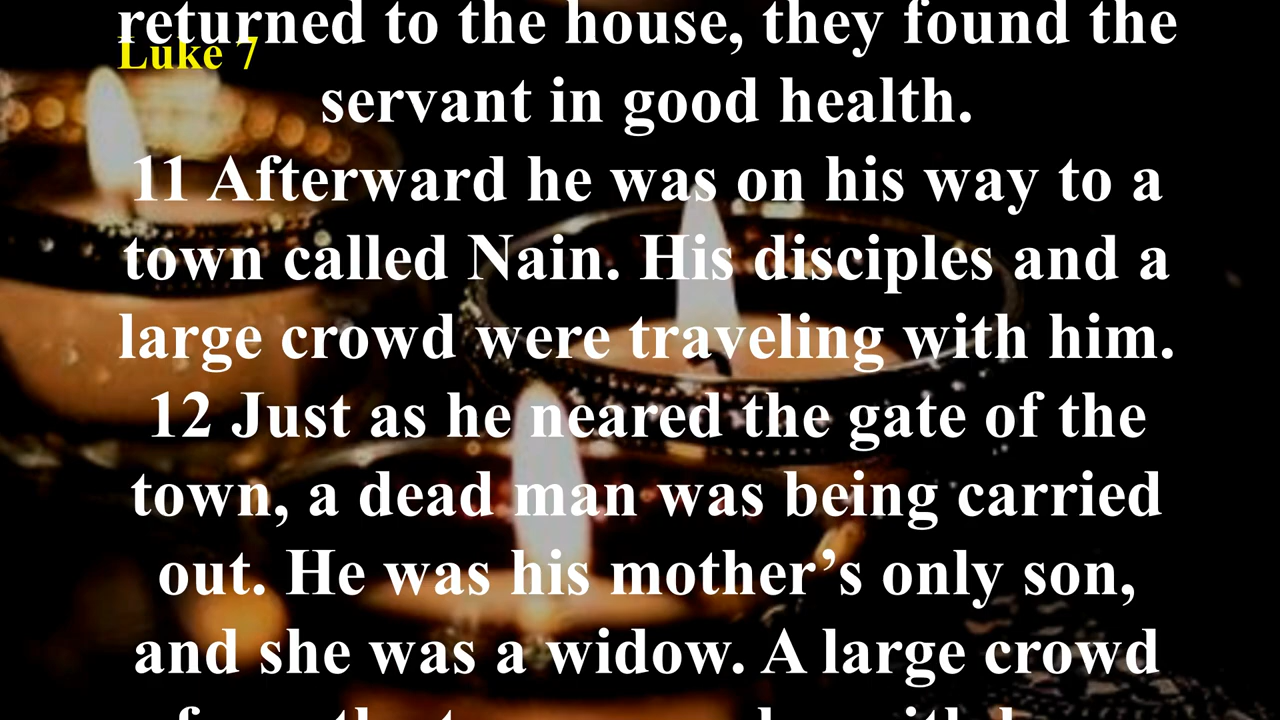 returned to the house, they found the
Luke 7
servant in good health.
11 Afterward he was on his way to a
town called Nain. His disciples and a
large crowd were traveling with him.
12 Just as he neared the gate of the
town, a dead man was being carried
out. He was his mother’s only son,
and she was a widow. A large crowd